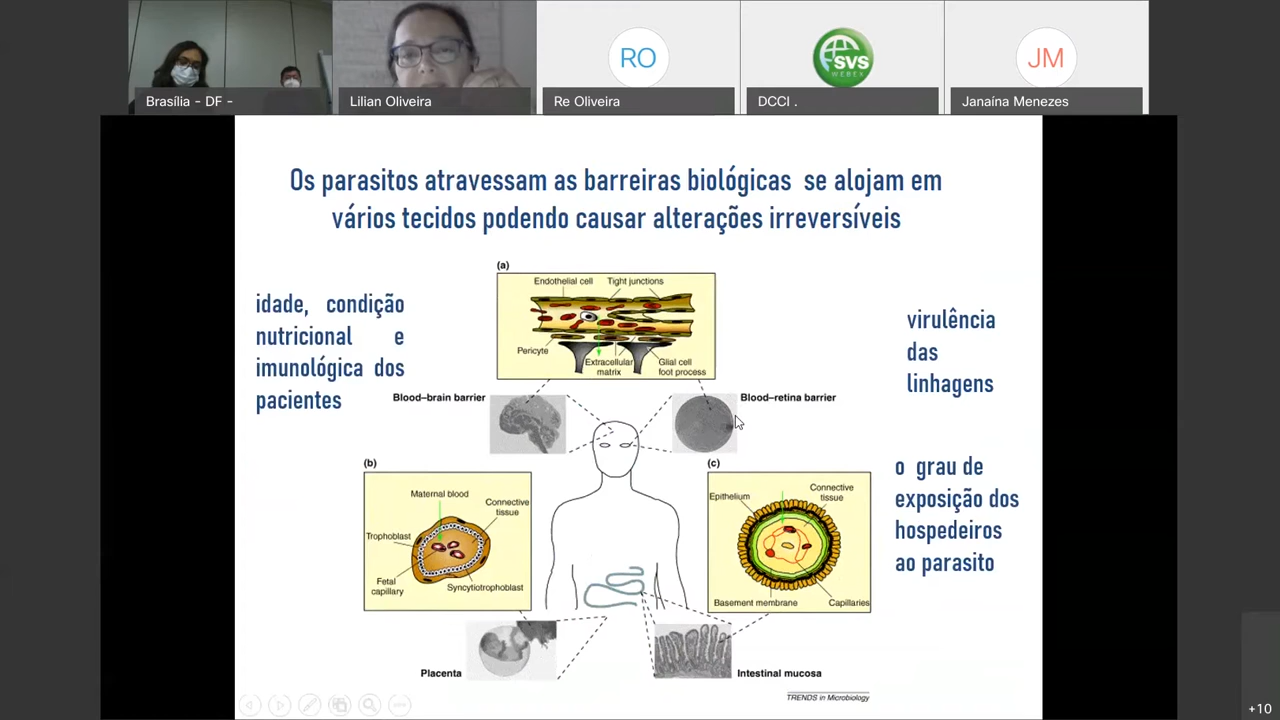 RO
SVS
WEBEX
JM
Brasília - DF -
Lilian Oliveira
Re Oliveira
DCCI .
Janaína Menezes
Os parasitos atravessam as barreiras biológicas se alojam em
vários tecidos podendo causar alterações irreversíveis
idade, condição
nutricional e
imunológica dos
pacientes
(a)
Endothelial cell
Tight junctions
Pericyte
Extracellular
matrix
Glial cell
foot process
Blood–brain barrier
Blood–retina barrier
virulência
das
linhagens
(b)
Maternal blood
Connective
tissue
Trophoblast
Fetal
capillary
Syncytiotrophoblast
Placenta
(c)
Epithelium
Connective
tissue
Basement membrane
Capillaries
Intestinal mucosa
o grau de
exposição dos
hospedeiros
ao parasito
TRENDS in Microbiology
+10